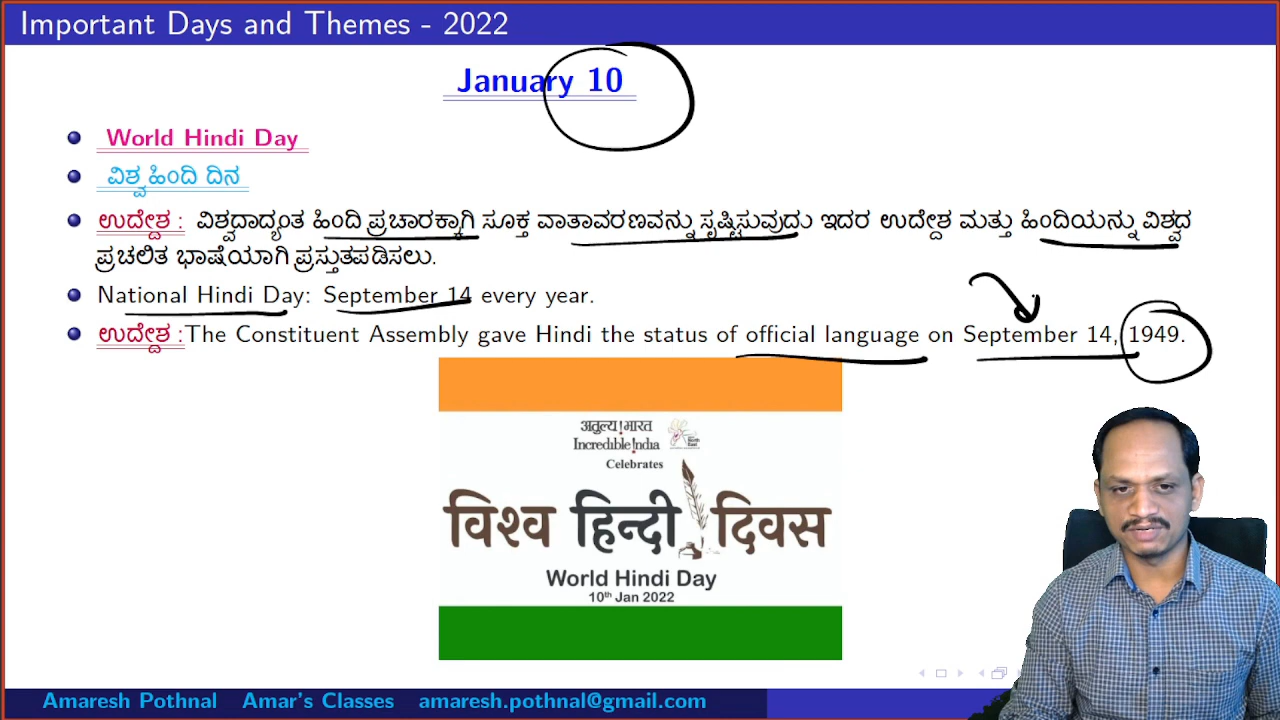 Important Days and Themes - 2022
January 10
World Hindi Day
ವಿಶ್ವ ಹಿಂದಿ ದಿನ
ಉದೇಶ : ವಿಶ್ವದಾದ್ಯಂತ ಹಿಂದಿ ಪ್ರಚಾರಕ್ಕಾಗಿ ಸೂಕ್ತ ವಾತಾವರಣವನ್ನು ಸೃಷ್ಟಿಸುವುದು ಇದರ ಉದೇಶ ಮತ್ತು ಹಿಂದಿಯನ್ನು ವಿಶ್ವದ
ಪ್ರಚಲಿತ ಭಾಷೆಯಾಗಿ ಪ್ರಸ್ತುತಪಡಿಸಲು.
National Hindi Day: September 14 every year.
ಉದೇಶ :The Constituent Assembly gave Hindi the status of official language on September 14, 1949.
अतुल्य!भारत
Incredible!ndia
Celebrates
विश्व हिन्दी दिवस
World Hindi Day
10th Jan 2022
Amaresh Pothnal Amar's Classes amaresh.pothnal@gmail.com